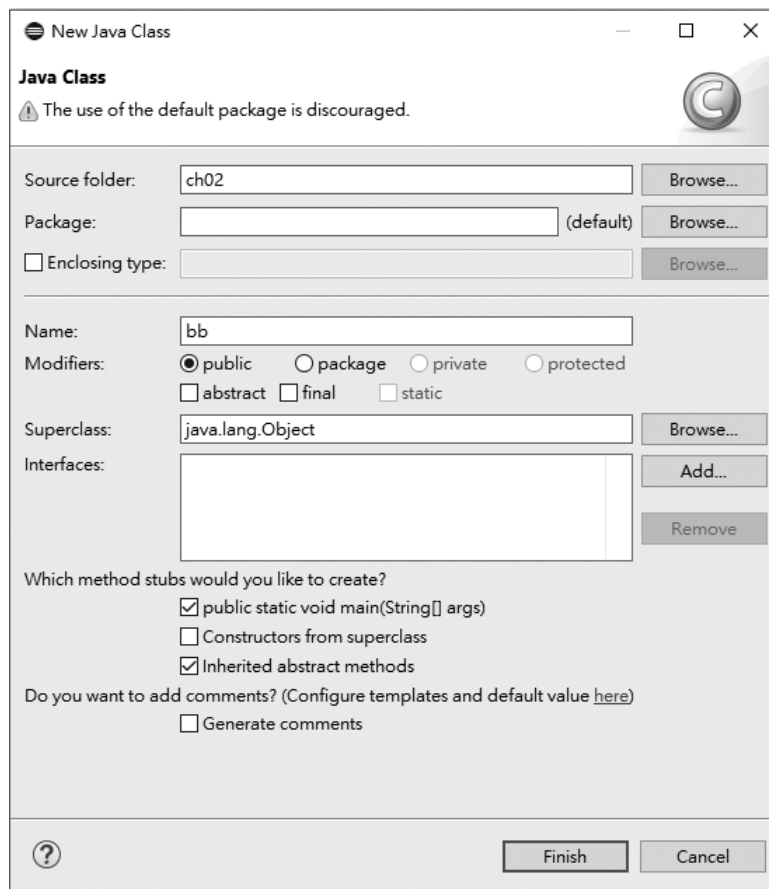 New Java Class
Java Class
The use of the default package is discouraged.
C
Source folder: ch02 Browse...
Package: (default) Browse...
Enclosing type: Browse...
Name: bb
Modifiers: public package private protected
abstract final static
Superclass: java.lang.Object Browse...
Interfaces: Add...
Remove
Which method stubs would you like to create?
public static void main(String[] args)
Constructors from superclass
Inherited abstract methods
Do you want to add comments? (Configure templates and default value here)
Generate comments
? Finish Cancel